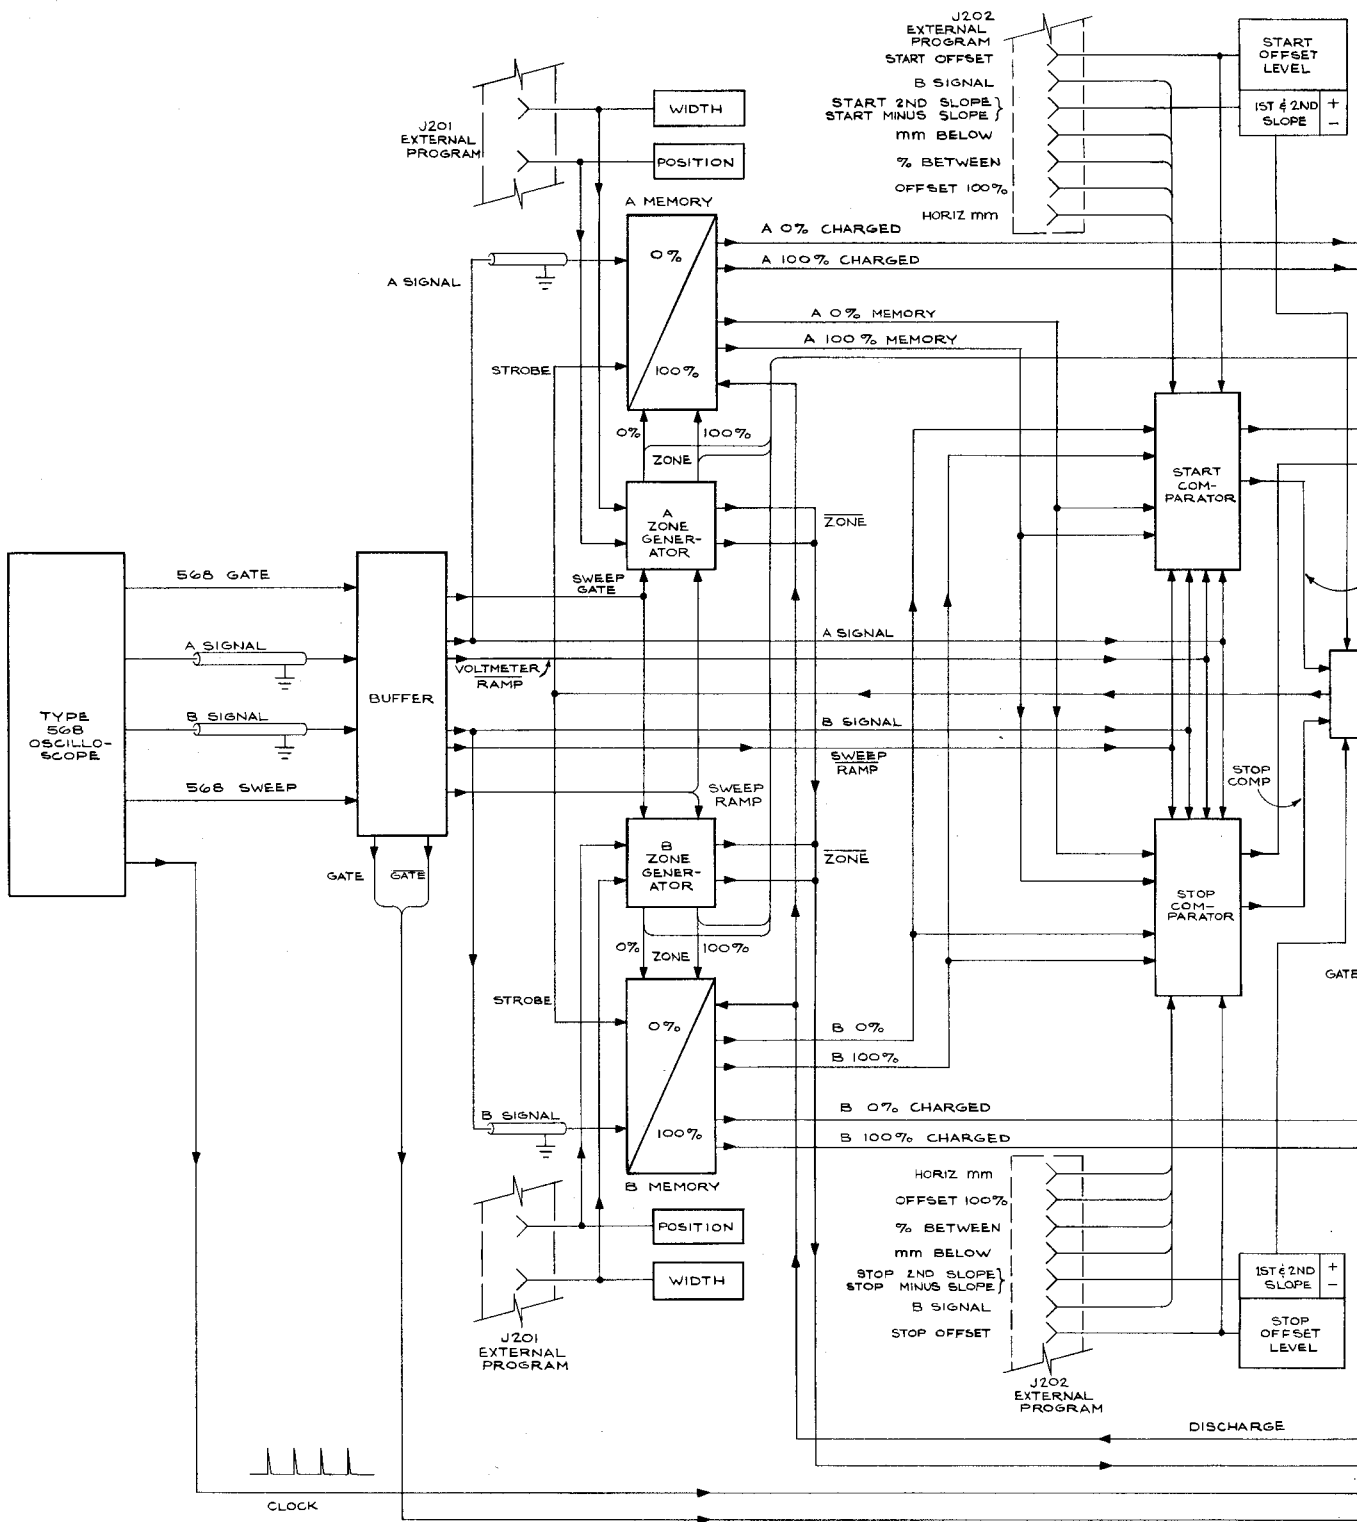 J202
EXTERNAL
PROGRAM
START OFFSET
B SIGNAL
START 2ND SLOPE
START MINUS SLOPE
mm BELOW
% BETWEEN
OFFSET 100%
HORIZ mm
START
OFFSET
LEVEL
1ST & 2ND
SLOPE
+
-
J201
EXTERNAL
PROGRAM
WIDTH
POSITION
A MEMORY
0%
100%
A 0% CHARGED
A 100% CHARGED
A 0% MEMORY
A 100% MEMORY
A SIGNAL
STROBE
0%
100%
ZONE
A
ZONE
GENER-
ATOR
ZONE
START
COM-
PARATOR
568 GATE
SWEEP
GATE
A SIGNAL
A SIGNAL
VOLTMETER
RAMP
BUFFER
TYPE
568
OSCILLO-
SCOPE
B SIGNAL
B SIGNAL
SWEEP
RAMP
568 SWEEP
SWEEP
RAMP
STOP
COMP
GATE
GATE
B
ZONE
GENER-
ATOR
ZONE
STOP
COM-
PARATOR
GATE
0%
100%
ZONE
STROBE
0%
100%
B 0%
B 100%
B SIGNAL
B 0% CHARGED
B 100% CHARGED
B MEMORY
POSITION
WIDTH
J201
EXTERNAL
PROGRAM
HORIZ mm
OFFSET 100%
% BETWEEN
mm BELOW
STOP 2ND SLOPE
STOP MINUS SLOPE
B SIGNAL
STOP OFFSET
J202
EXTERNAL
PROGRAM
1ST & 2ND
SLOPE
+
-
STOP
OFFSET
LEVEL
DISCHARGE
CLOCK